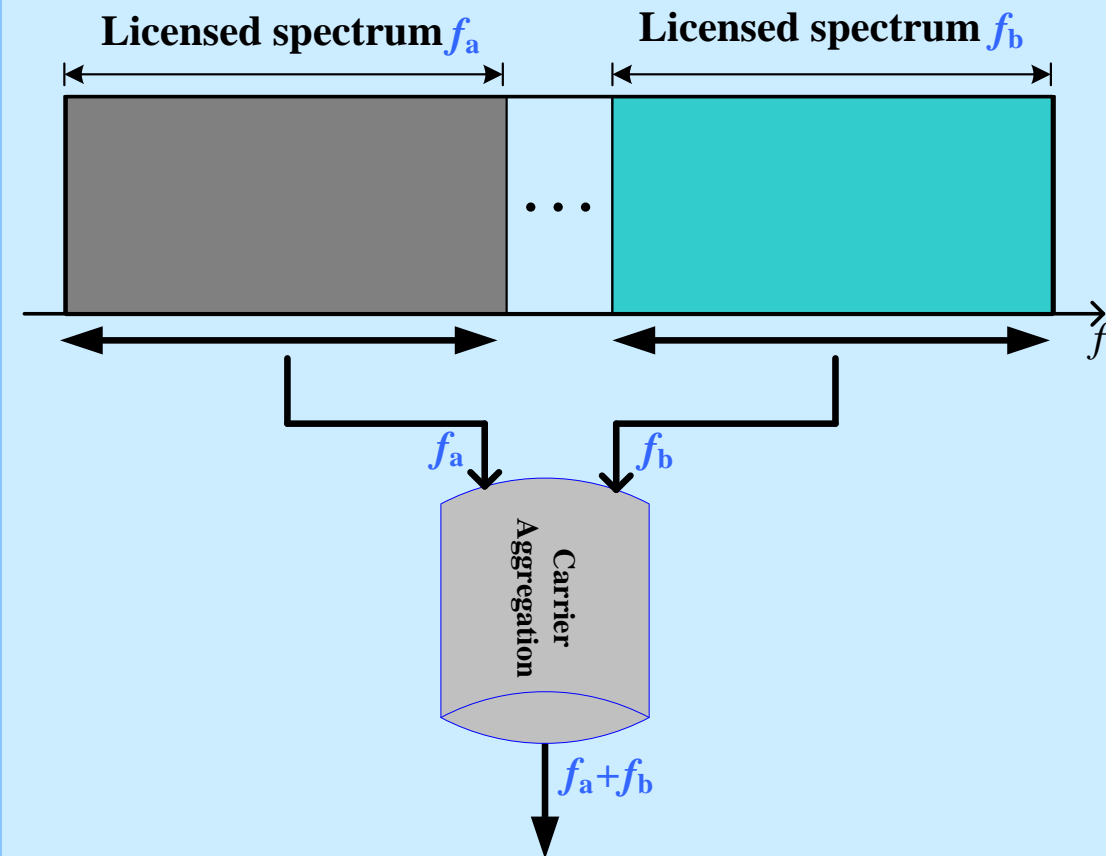 Licensed spectrum fa
Licensed spectrum fb
...
f
fa
fb
Carrier
Aggregation
fa+fb